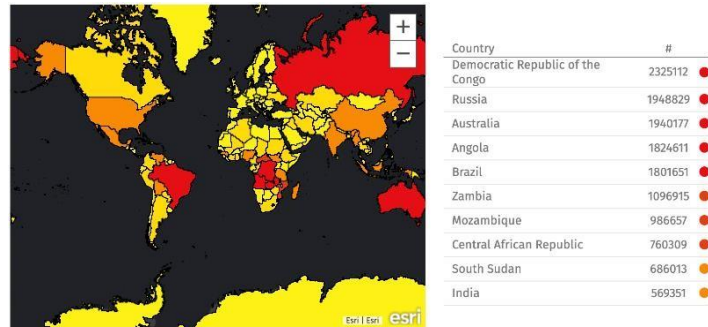 +
−
Esri | Esri esri
Country #
Democratic Republic of the
Congo 2325112
Russia 1948829
Australia 1940177
Angola 1824611
Brazil 1801651
Zambia 1096915
Mozambique 986657
Central African Republic 760309
South Sudan 686013
India 569351